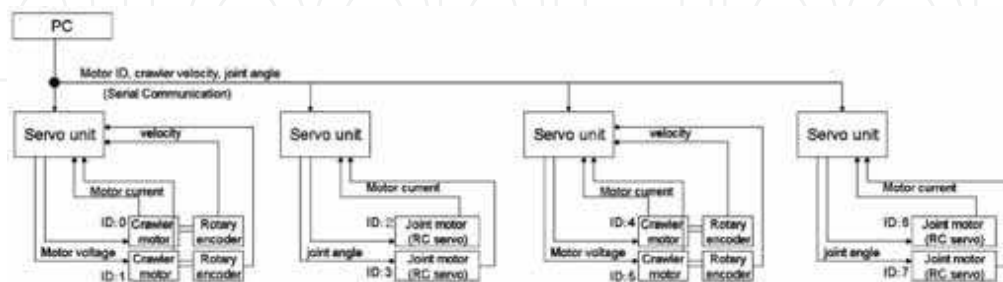 PC
Motor ID, crawler velocity, joint angle
(Serial Communication)
Servo unit
velocity
Motor current
ID: 0
Crawler motor
Rotary encoder
Motor voltage
ID: 1
Crawler motor
Rotary encoder
Servo unit
Motor current
ID: 2
Joint motor (RC servo)
joint angle
ID: 3
Joint motor (RC servo)
Servo unit
velocity
Motor current
ID: 4
Crawler motor
Rotary encoder
Motor voltage
ID: 5
Crawler motor
Rotary encoder
Servo unit
Motor current
ID: 6
Joint motor (RC servo)
joint angle
ID: 7
Joint motor (RC servo)